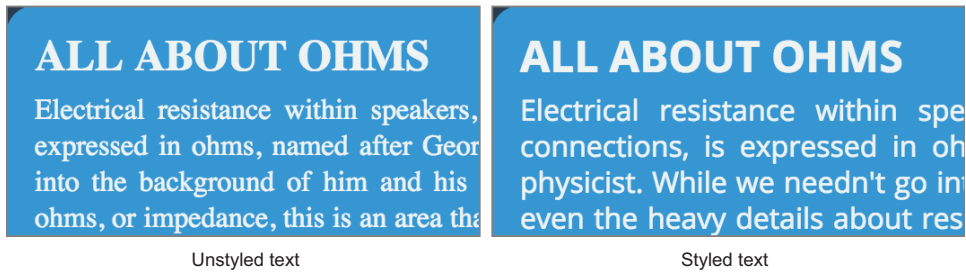 ALL ABOUT OHMS
Electrical resistance within speakers,
expressed in ohms, named after Geor
into the background of him and his
ohms, or impedance, this is an area tha
Unstyled text
ALL ABOUT OHMS
Electrical resistance within spe
connections, is expressed in oh
physicist. While we needn't go int
even the heavy details about res
Styled text